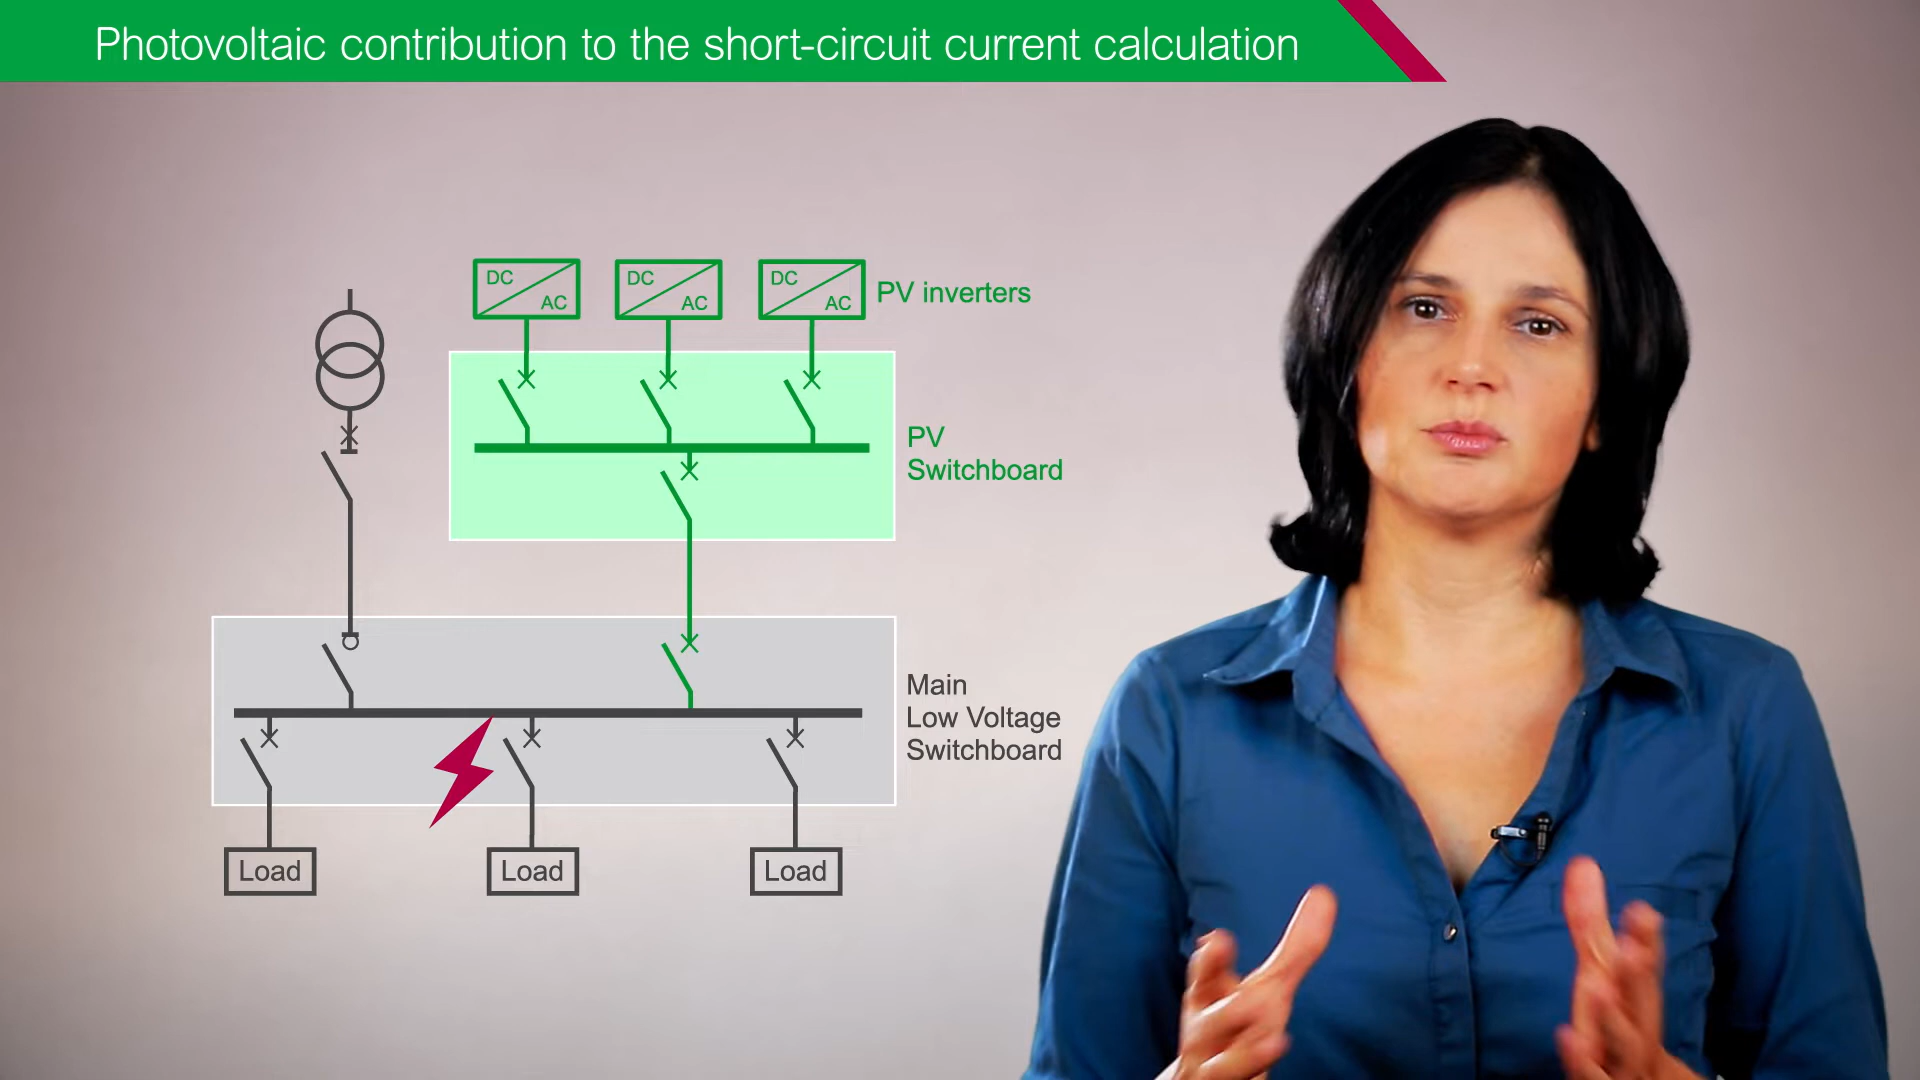 Photovoltaic contribution to the short-circuit current calculation
DC
AC
DC
AC
DC
AC
PV inverters
PV
Switchboard
Main
Low Voltage
Switchboard
Load
Load
Load